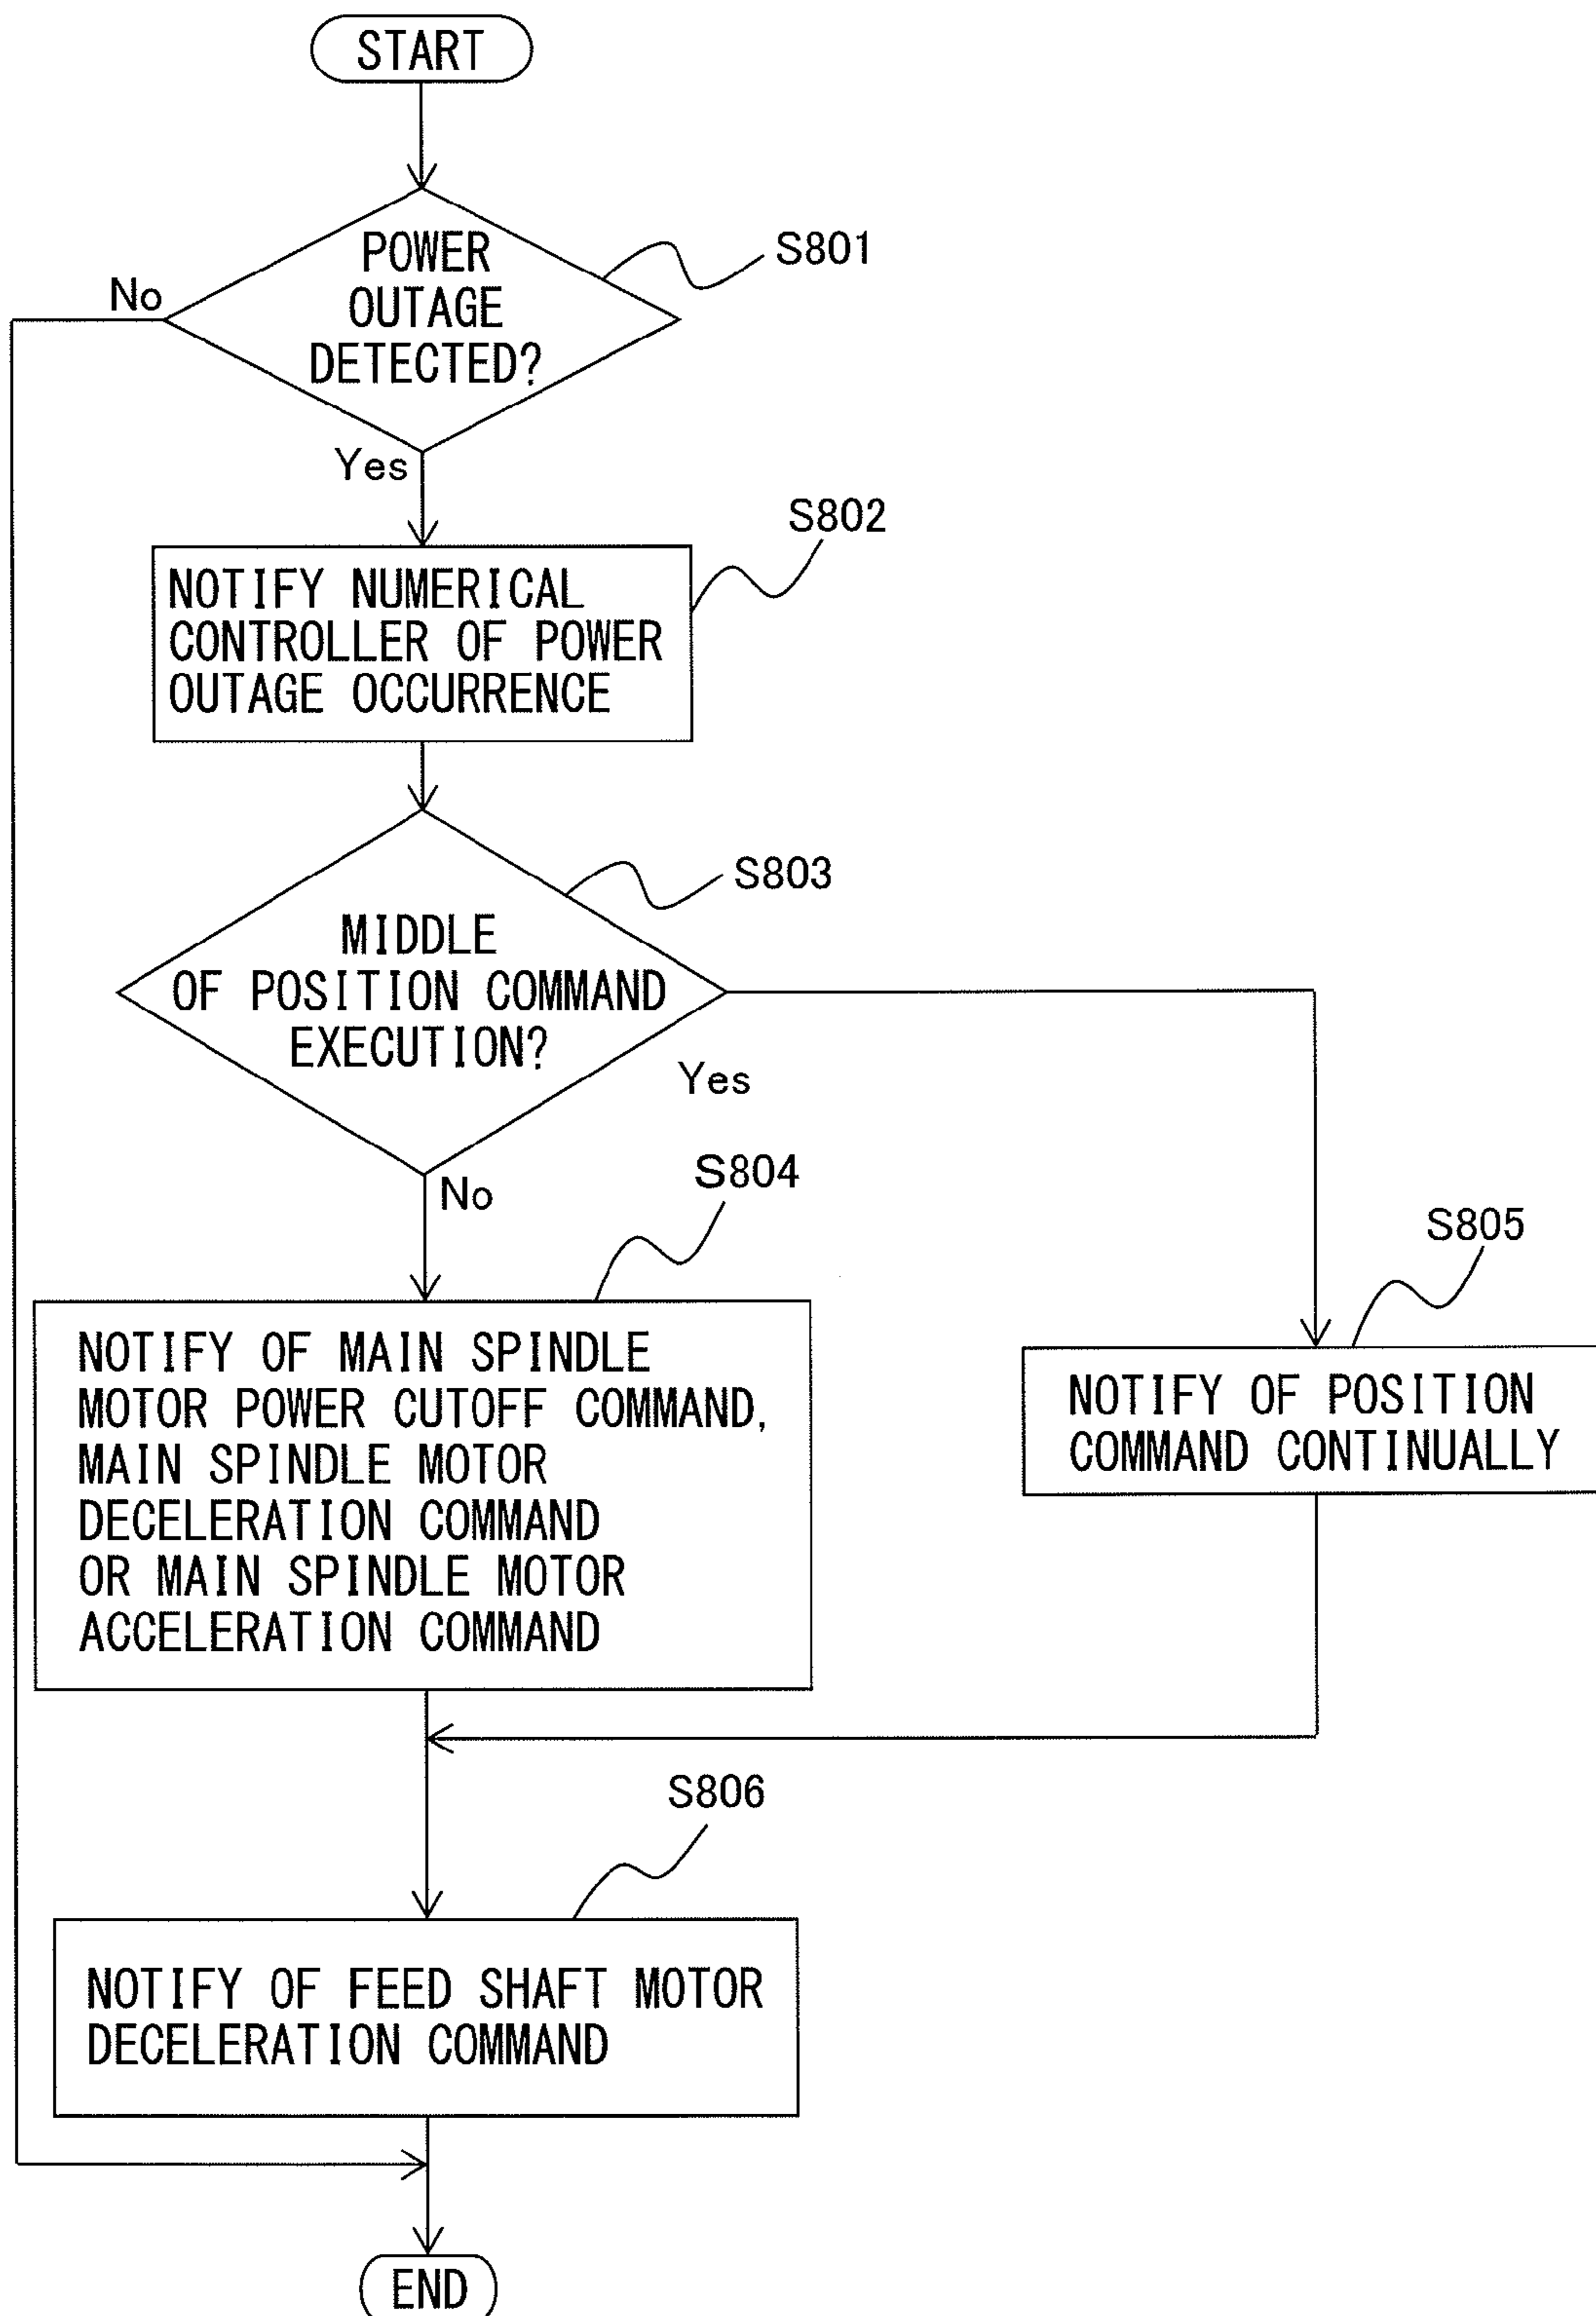 START
POWER
OUTAGE
DETECTED?
S801
No
Yes
S802
NOTIFY NUMERICAL
CONTROLLER OF POWER
OUTAGE OCCURRENCE
S803
MIDDLE
OF POSITION COMMAND
EXECUTION?
Yes
No
S804
NOTIFY OF MAIN SPINDLE
MOTOR POWER CUTOFF COMMAND,
MAIN SPINDLE MOTOR
DECELERATION COMMAND
OR MAIN SPINDLE MOTOR
ACCELERATION COMMAND
S805
NOTIFY OF POSITION
COMMAND CONTINUALLY
S806
NOTIFY OF FEED SHAFT MOTOR
DECELERATION COMMAND
END